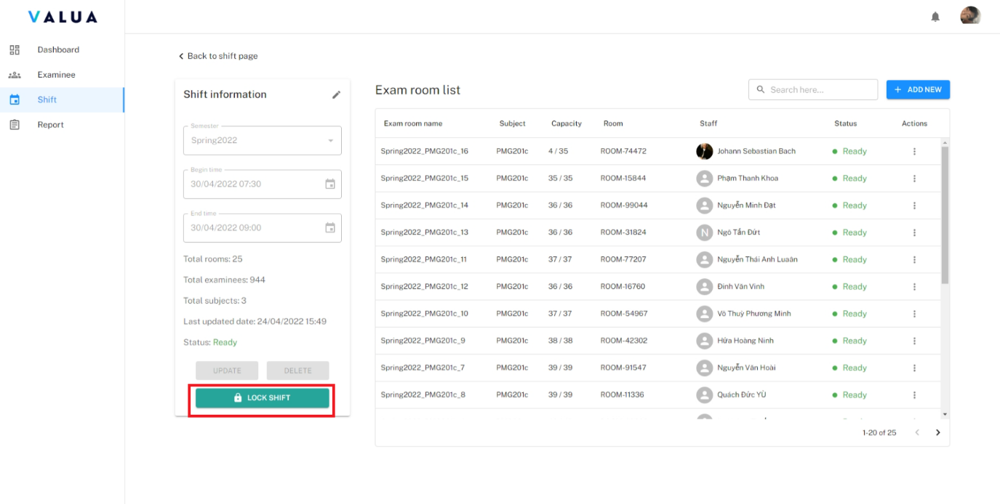 VALUA
Dashboard
Examinee
Shift
Report
Back to shift page
Shift information
Semester
Spring2022
Begin time
30/04/2022 07:30
End time
30/04/2022 09:00
Total rooms: 25
Total examinees: 944
Total subjects: 3
Last updated date: 24/04/2022 15:49
Status: Ready
UPDATE DELETE
LOCK SHIFT
Exam room list
Search here...
+ ADD NEW
Exam room name Subject Capacity Room Staff Status Actions
Spring2022_PMG201c_16 PMG201c 4 / 35 ROOM-74472 Johann Sebastian Bach Ready
Spring2022_PMG201c_15 PMG201c 35 / 35 ROOM-15844 Phạm Thanh Khoa Ready
Spring2022_PMG201c_14 PMG201c 36 / 36 ROOM-99044 Nguyễn Minh Đạt Ready
Spring2022_PMG201c_13 PMG201c 36 / 36 ROOM-31824 N Ngô Tấn Đứt Ready
Spring2022_PMG201c_11 PMG201c 37 / 37 ROOM-77207 Nguyễn Thái Anh Luaân Ready
Spring2022_PMG201c_12 PMG201c 36 / 36 ROOM-16760 Đinh Văn Vinh Ready
Spring2022_PMG201c_10 PMG201c 37 / 37 ROOM-54967 Võ Thuỳ Phương Minh Ready
Spring2022_PMG201c_9 PMG201c 38 / 38 ROOM-42302 Hứa Hoàng Ninh Ready
Spring2022_PMG201c_7 PMG201c 39 / 39 ROOM-91547 Nguyễn Văn Hoài Ready
Spring2022_PMG201c_8 PMG201c 39 / 39 ROOM-11336 Quách Đức YÙ Ready
1-20 of 25